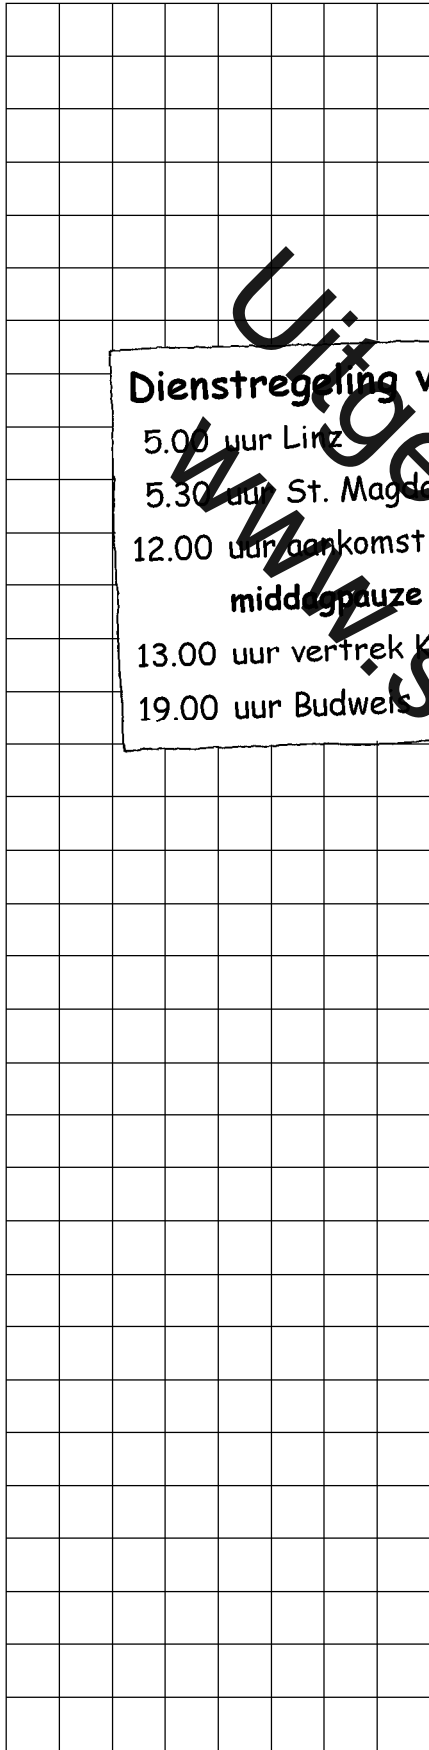 Dienstregeling v
5.00 uur Linz
5.30 uur St. Magda
12.00 uur aankomst
middagpauze
13.00 uur vertrek K
19.00 uur Budweis
Uitge
www.s